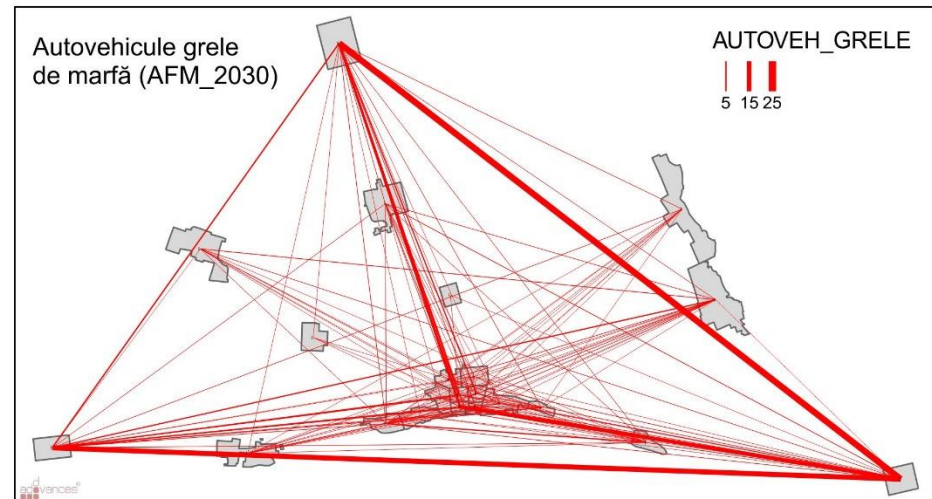 Autovehicule grele
de marfă (AFM_2030)
AUTOVEH_GRELE
5 15 25
advances